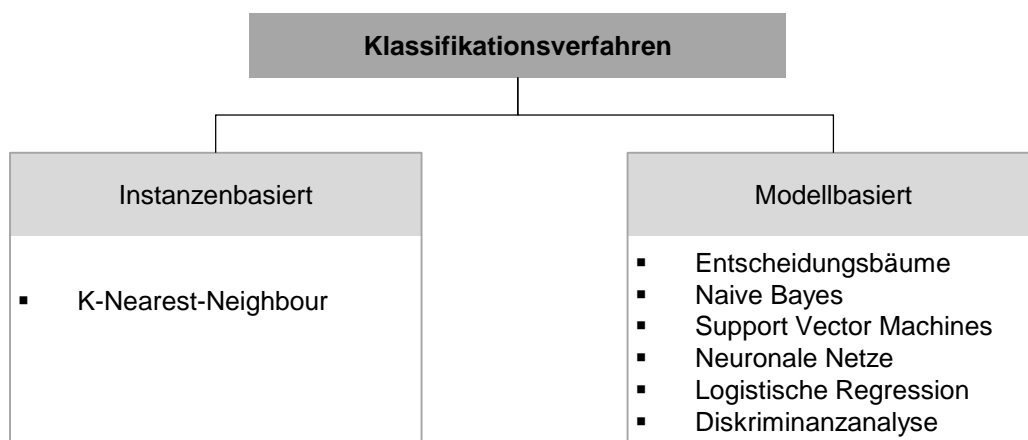 Klassifikationsverfahren
Instanzenbasiert
▪ K-Nearest-Neighbour
Modellbasiert
▪ Entscheidungsbäume
▪ Naive Bayes
▪ Support Vector Machines
▪ Neuronale Netze
▪ Logistische Regression
▪ Diskriminanzanalyse